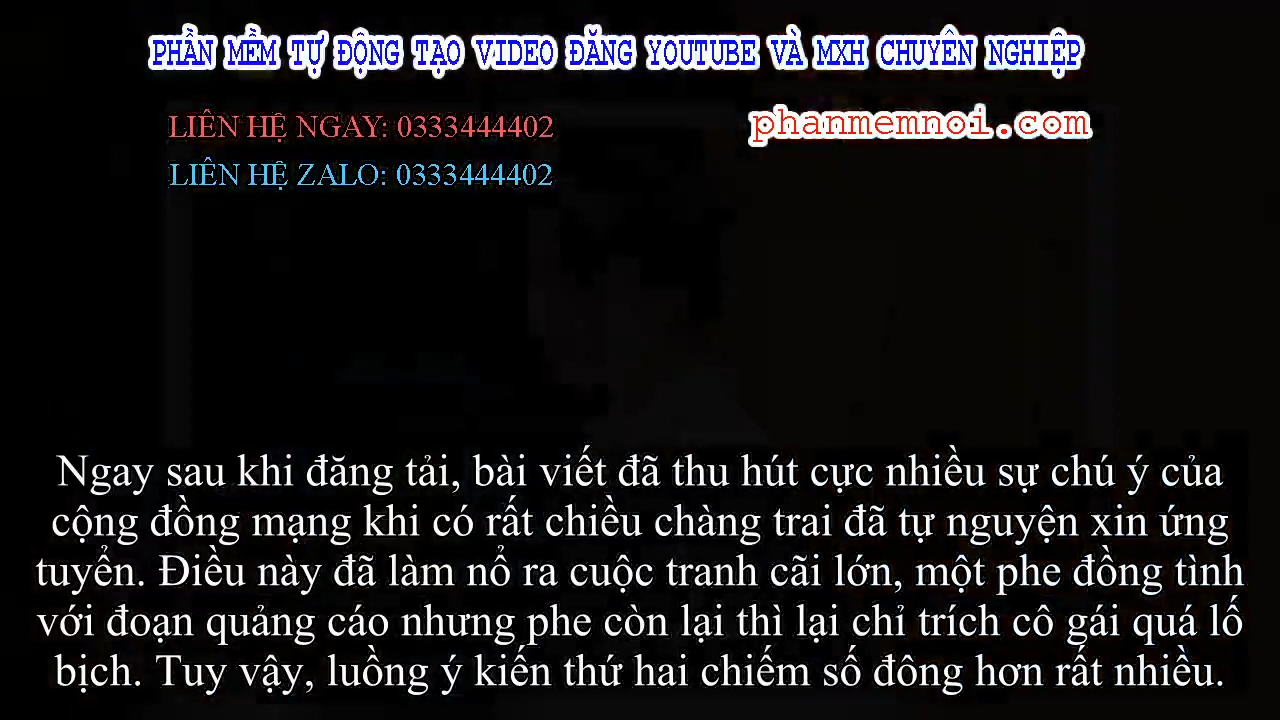 PHẦN MỀM TỰ ĐỘNG TẠO VIDEO ĐĂNG YOUTUBE VÀ MXH CHUYÊN NGHIỆP
LIÊN HỆ NGAY: 0333444402
phanmemnoi.com
LIÊN HỆ ZALO: 0333444402
Ngay sau khi đăng tải, bài viết đã thu hút cực nhiều sự chú ý của
cộng đồng mạng khi có rất chiều chàng trai đã tự nguyện xin ứng
tuyển. Điều này đã làm nổ ra cuộc tranh cãi lớn, một phe đồng tình
với đoạn quảng cáo nhưng phe còn lại thì lại chỉ trích cô gái quá lố
bịch. Tuy vậy, luồng ý kiến thứ hai chiếm số đông hơn rất nhiều.